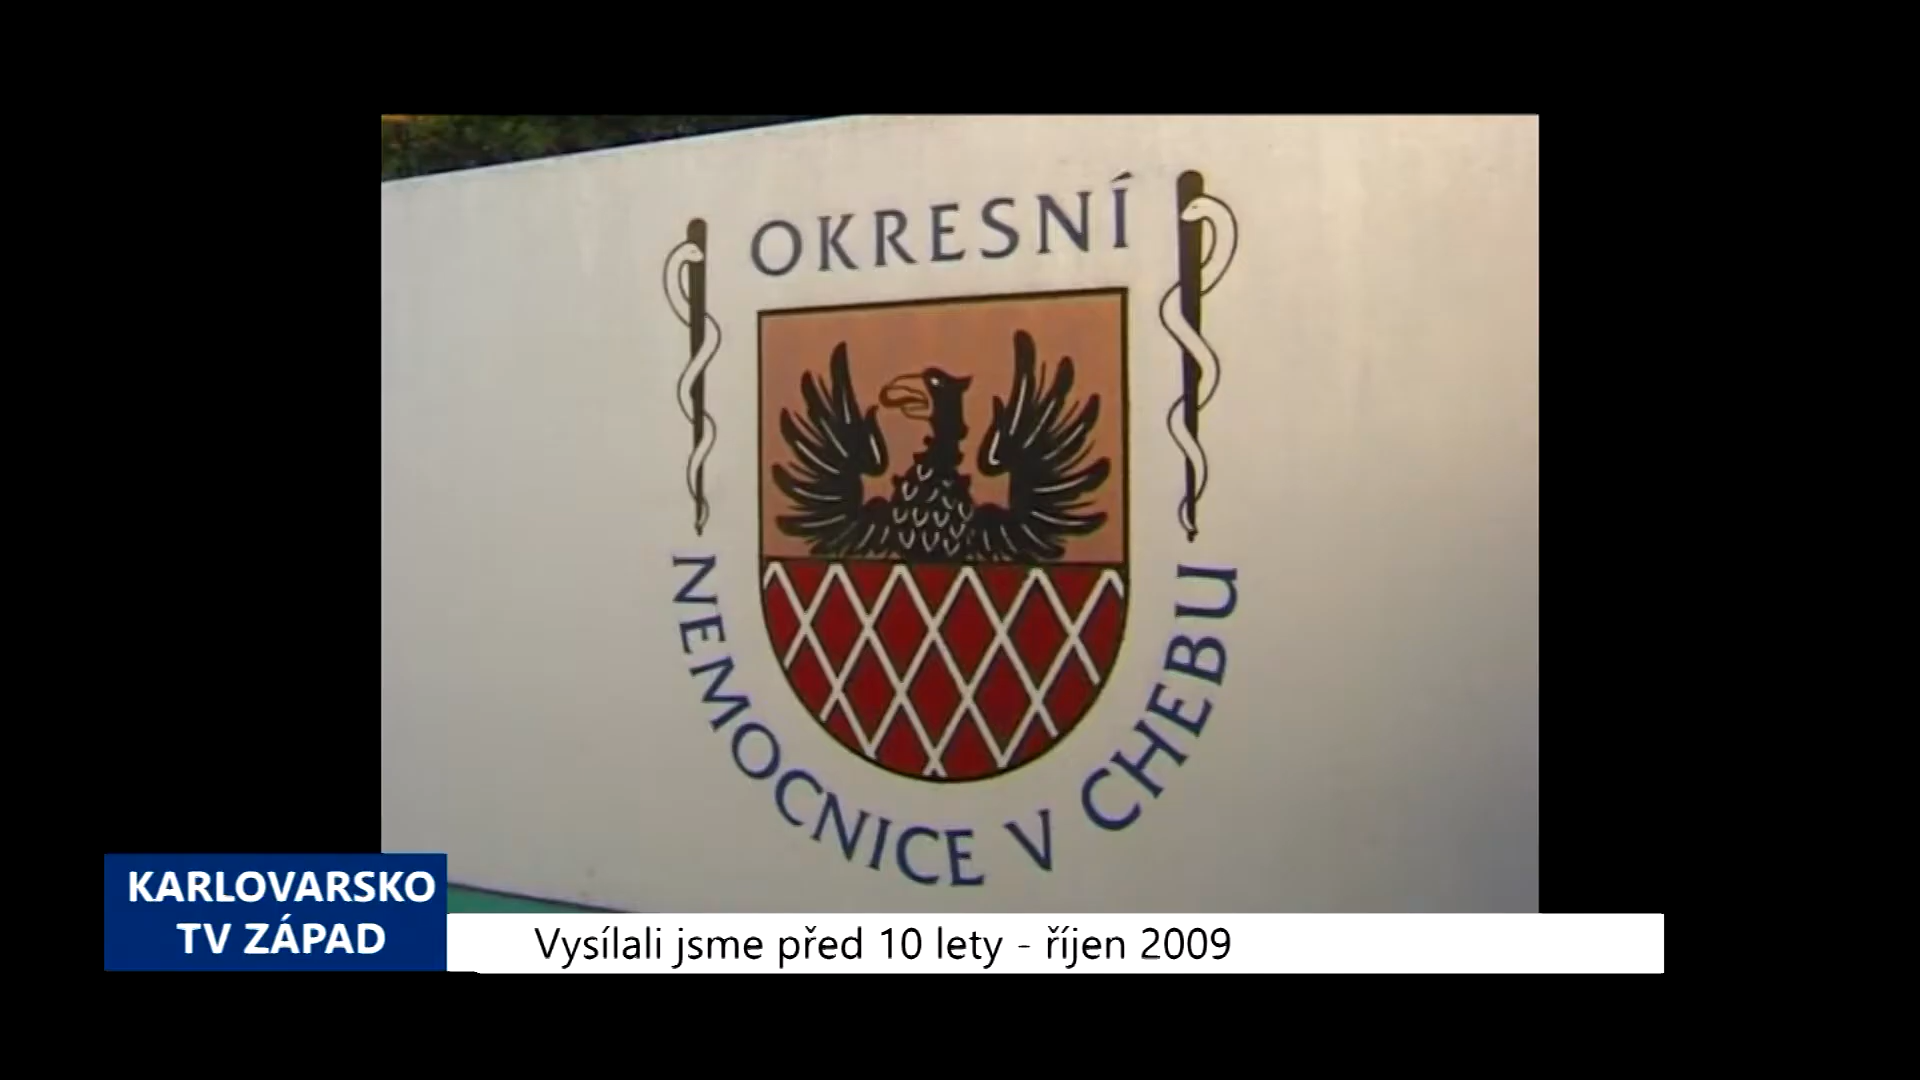 OKRESNÍ
NEMOCNICE V CHEBU
KARLOVARSKO
TV ZÁPAD
Vysílali jsme před 10 lety - říjen 2009